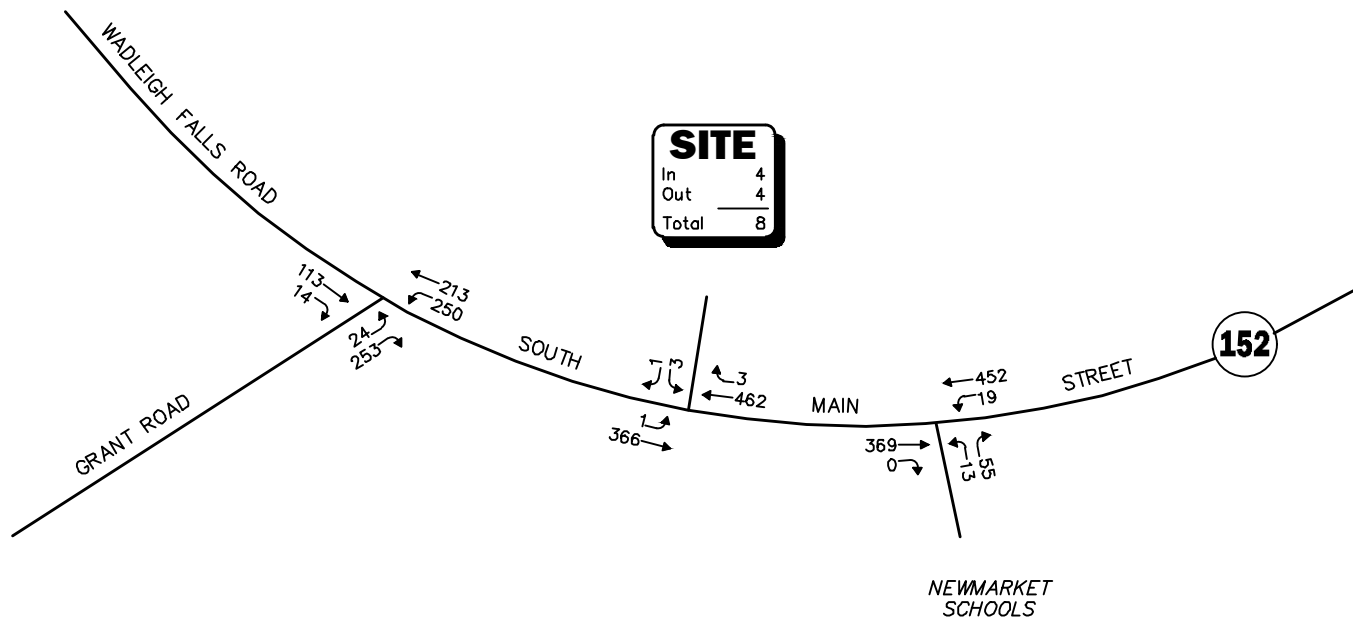 WADLEIGH FALLS ROAD
SITE
In 4
Out 4
Total 8
113
14
213
250
24
253
SOUTH
1
3
3
462
1
366
MAIN
452
19
STREET
152
369
0
13
55
GRANT ROAD
NEWMARKET
SCHOOLS